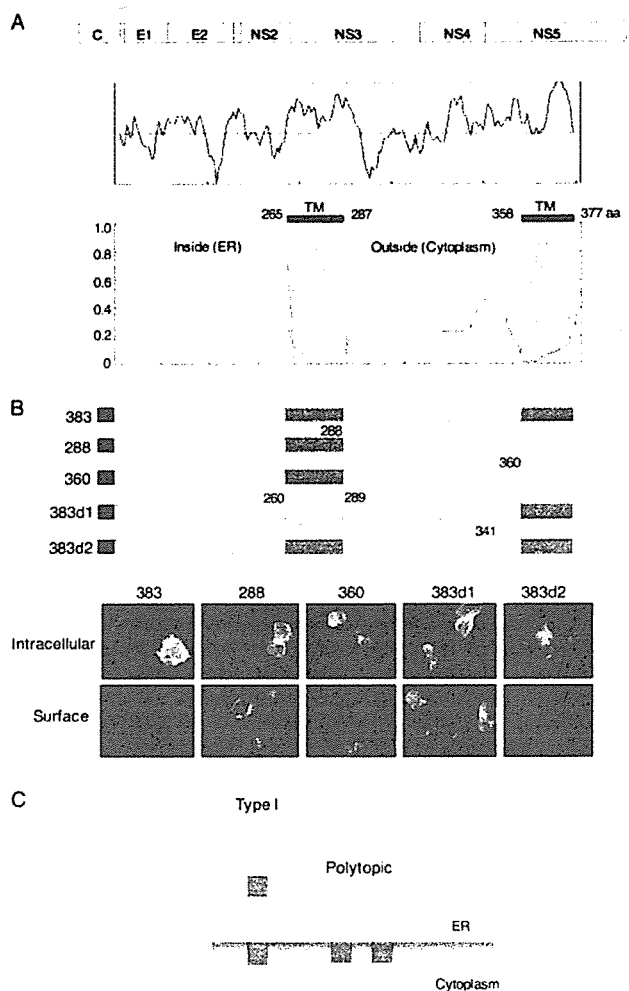 A
C E1 E2 NS2 NS3 NS4 NS5
TM TM
265 287 358 377 aa
1.0
0.8
0.6
0.4
0.2
0
Inside (ER) Outside (Cytoplasm)
B
383
288
288
360
360
260 289
383d1
341
383d2
383 288 360 383d1 383d2
Intracellular
Surface
C
Type I
Polytopic
ER
Cytoplasm